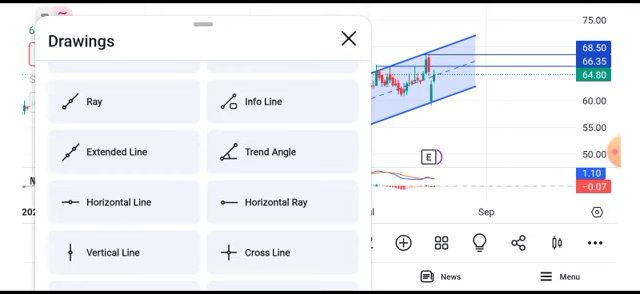 Drawings
Ray
Info Line
Extended Line
Trend Angle
Horizontal Line
Horizontal Ray
Vertical Line
Cross Line
75.00
68.50
66.35
64.80
60.00
55.00
50.00
E
1.10
−0.07
Sep
News
Menu